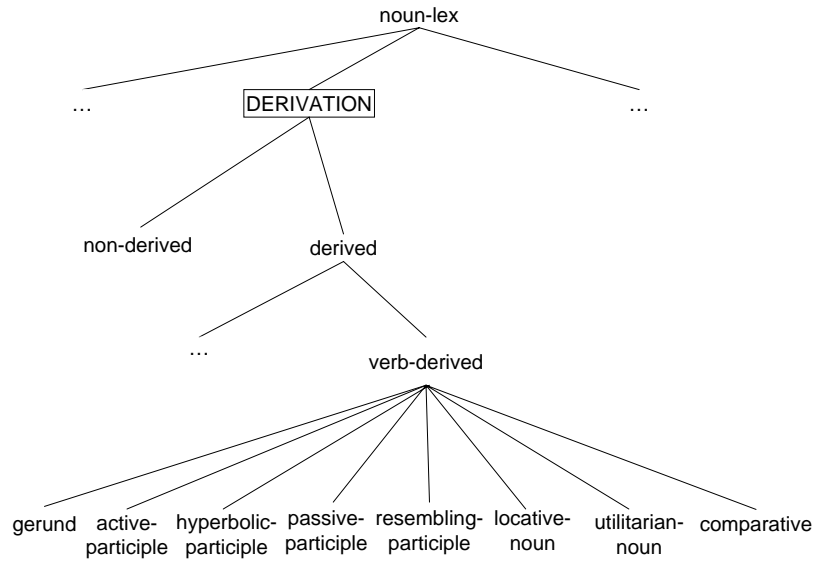 noun-lex
…
DERIVATION
…
non-derived
derived
…
verb-derived
gerund
active-
participle
hyperbolic-
participle
passive-
participle
resembling-
participle
locative-
noun
utilitarian-
noun
comparative